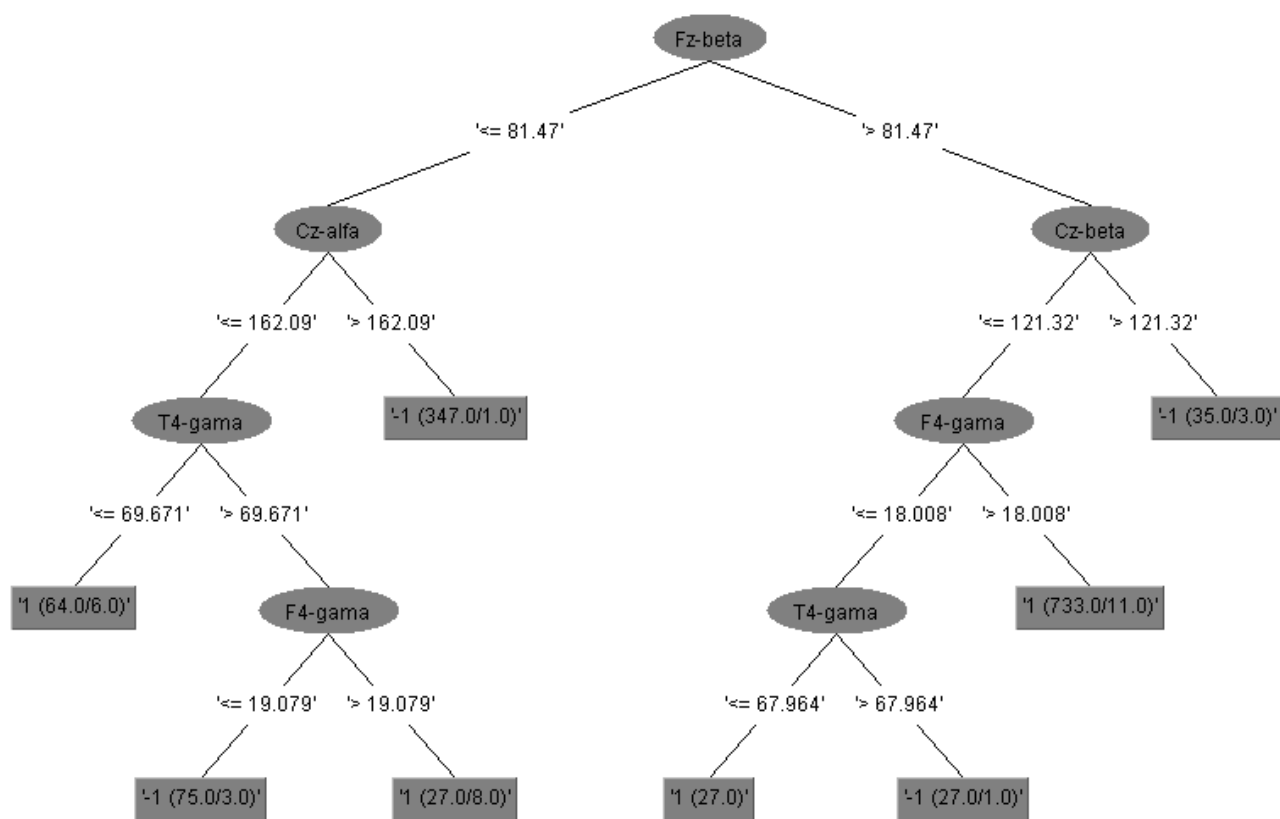 Fz-beta
'<= 81.47' '> 81.47'
Cz-alfa Cz-beta
'<= 162.09' '> 162.09' '<= 121.32' '> 121.32'
T4-gama '-1 (347.0/1.0)' F4-gama '-1 (35.0/3.0)'
'<= 69.671' '> 69.671' '<= 18.008' '> 18.008'
'1 (64.0/6.0)' F4-gama T4-gama '1 (733.0/11.0)'
'<= 19.079' '> 19.079' '<= 67.964' '> 67.964'
'-1 (75.0/3.0)' '1 (27.0/8.0)' '1 (27.0)' '-1 (27.0/1.0)'